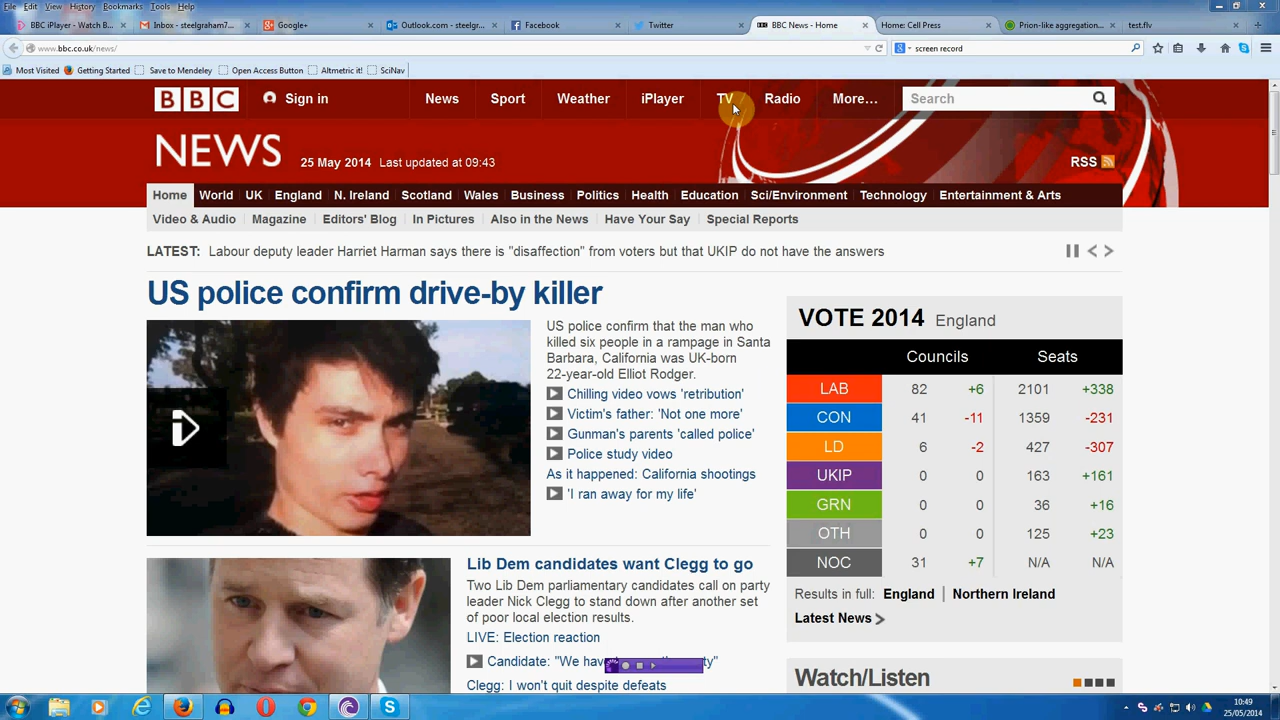 File Edit View History Bookmarks Tools Help
BBC iPlayer - Watch B...
Inbox - steelgraham7...
Google+
Outlook.com - steelgr...
Facebook
Twitter
BBC News - Home
Home: Cell Press
Prion-like aggregation...
test.flv
www.bbc.co.uk/news/
screen record
Most Visited Getting Started Save to Mendeley Open Access Button Altmetric it! SciNav
BBC Sign in News Sport Weather iPlayer TV Radio More... Search
NEWS 25 May 2014 Last updated at 09:43 RSS
Home World UK England N. Ireland Scotland Wales Business Politics Health Education Sci/Environment Technology Entertainment & Arts
Video & Audio Magazine Editors' Blog In Pictures Also in the News Have Your Say Special Reports
LATEST: Labour deputy leader Harriet Harman says there is "disaffection" from voters but that UKIP do not have the answers
US police confirm drive-by killer
US police confirm that the man who
killed six people in a rampage in Santa
Barbara, California was UK-born
22-year-old Elliot Rodger.
Chilling video vows 'retribution'
Victim's father: 'Not one more'
Gunman's parents 'called police'
Police study video
As it happened: California shootings
'I ran away for my life'
Lib Dem candidates want Clegg to go
Two Lib Dem parliamentary candidates call on party
leader Nick Clegg to stand down after another set
of poor local election results.
LIVE: Election reaction
Candidate: "We hav ty"
Clegg: I won't quit despite defeats
VOTE 2014 England
Councils Seats
LAB 82 +6 2101 +338
CON 41 -11 1359 -231
LD 6 -2 427 -307
UKIP 0 0 163 +161
GRN 0 0 36 +16
OTH 0 0 125 +23
NOC 31 +7 N/A N/A
Results in full: England | Northern Ireland
Latest News
Watch/Listen
10:49
25/05/2014